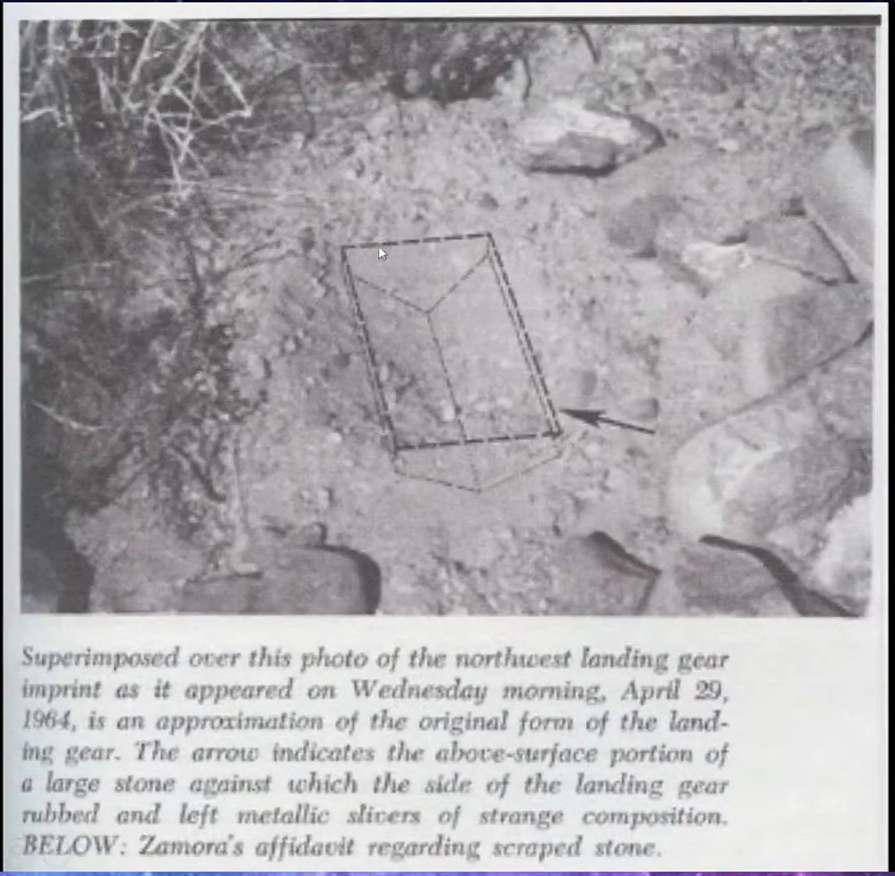 Superimposed over this photo of the northwest landing gear
imprint as it appeared on Wednesday morning, April 29,
1964, is an approximation of the original form of the land-
ing gear. The arrow indicates the above-surface portion of
a large stone against which the side of the landing gear
rubbed and left metallic slivers of strange composition.
BELOW: Zamora's affidavit regarding scraped stone.